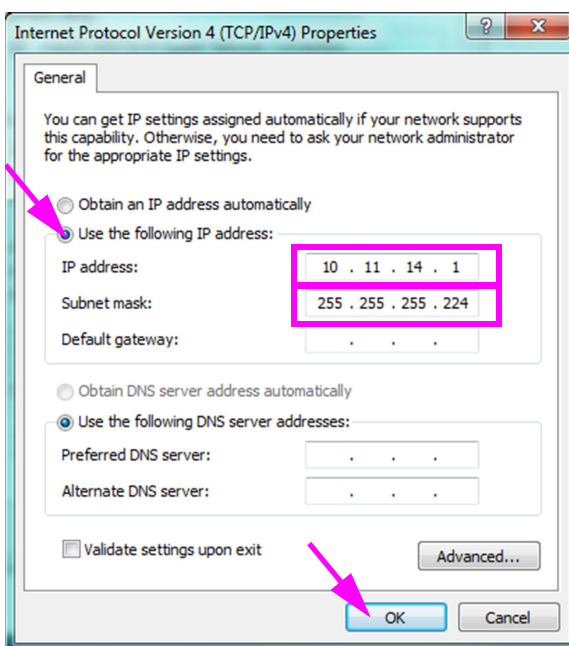 Internet Protocol Version 4 (TCP/IPv4) Properties
?
X
General
You can get IP settings assigned automatically if your network supports
this capability. Otherwise, you need to ask your network administrator
for the appropriate IP settings.
Obtain an IP address automatically
Use the following IP address:
IP address: 10 . 11 . 14 . 1
Subnet mask: 255 . 255 . 255 . 224
Default gateway: . . .
Obtain DNS server address automatically
Use the following DNS server addresses:
Preferred DNS server: . . .
Alternate DNS server: . . .
Validate settings upon exit
Advanced...
OK Cancel